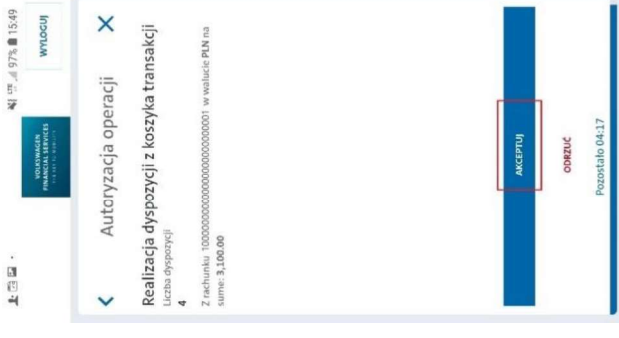 LTE 97% 15:49
VOLKSWAGEN
FINANCIAL SERVICES
WYLOGUJ
Autoryzacja operacji
Realizacja dyspozycji z koszyka transakcji
Liczba dyspozycji
4
Z rachunku 10000000000000000000000001 w walucie PLN na
sumę: 3,100.00
AKCEPTUJ
ODRZUĆ
Pozostało 04:17